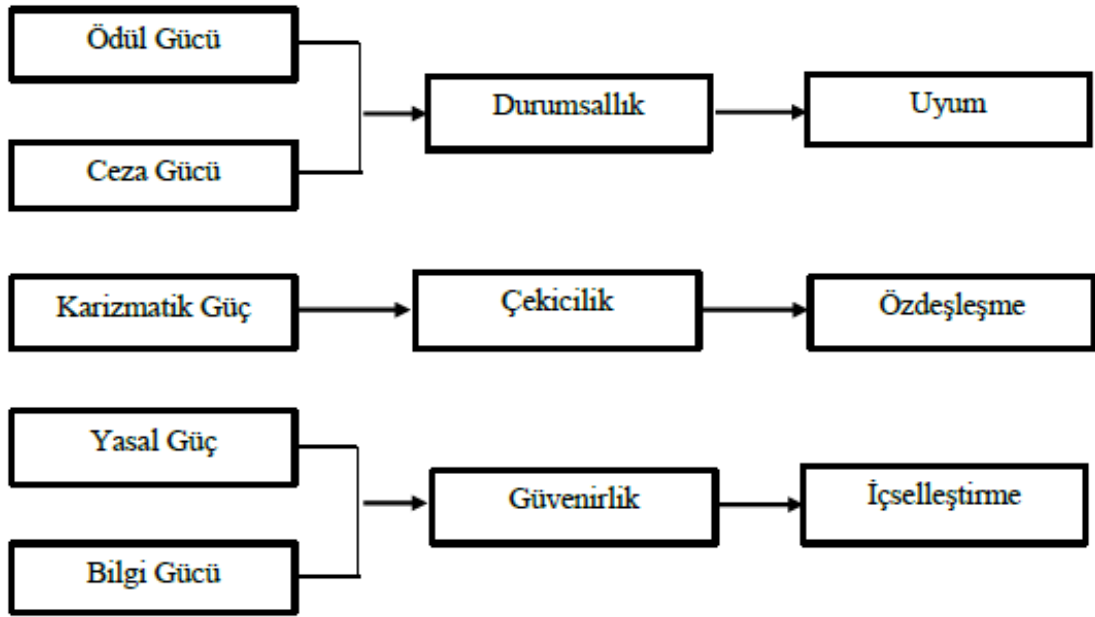 Ödül Gücü
Durumsallık
Uyum
Ceza Gücü
Karizmatik Güç
Çekicilik
Özdeşleşme
Yasal Güç
Güvenirlik
İçselleştirme
Bilgi Gücü